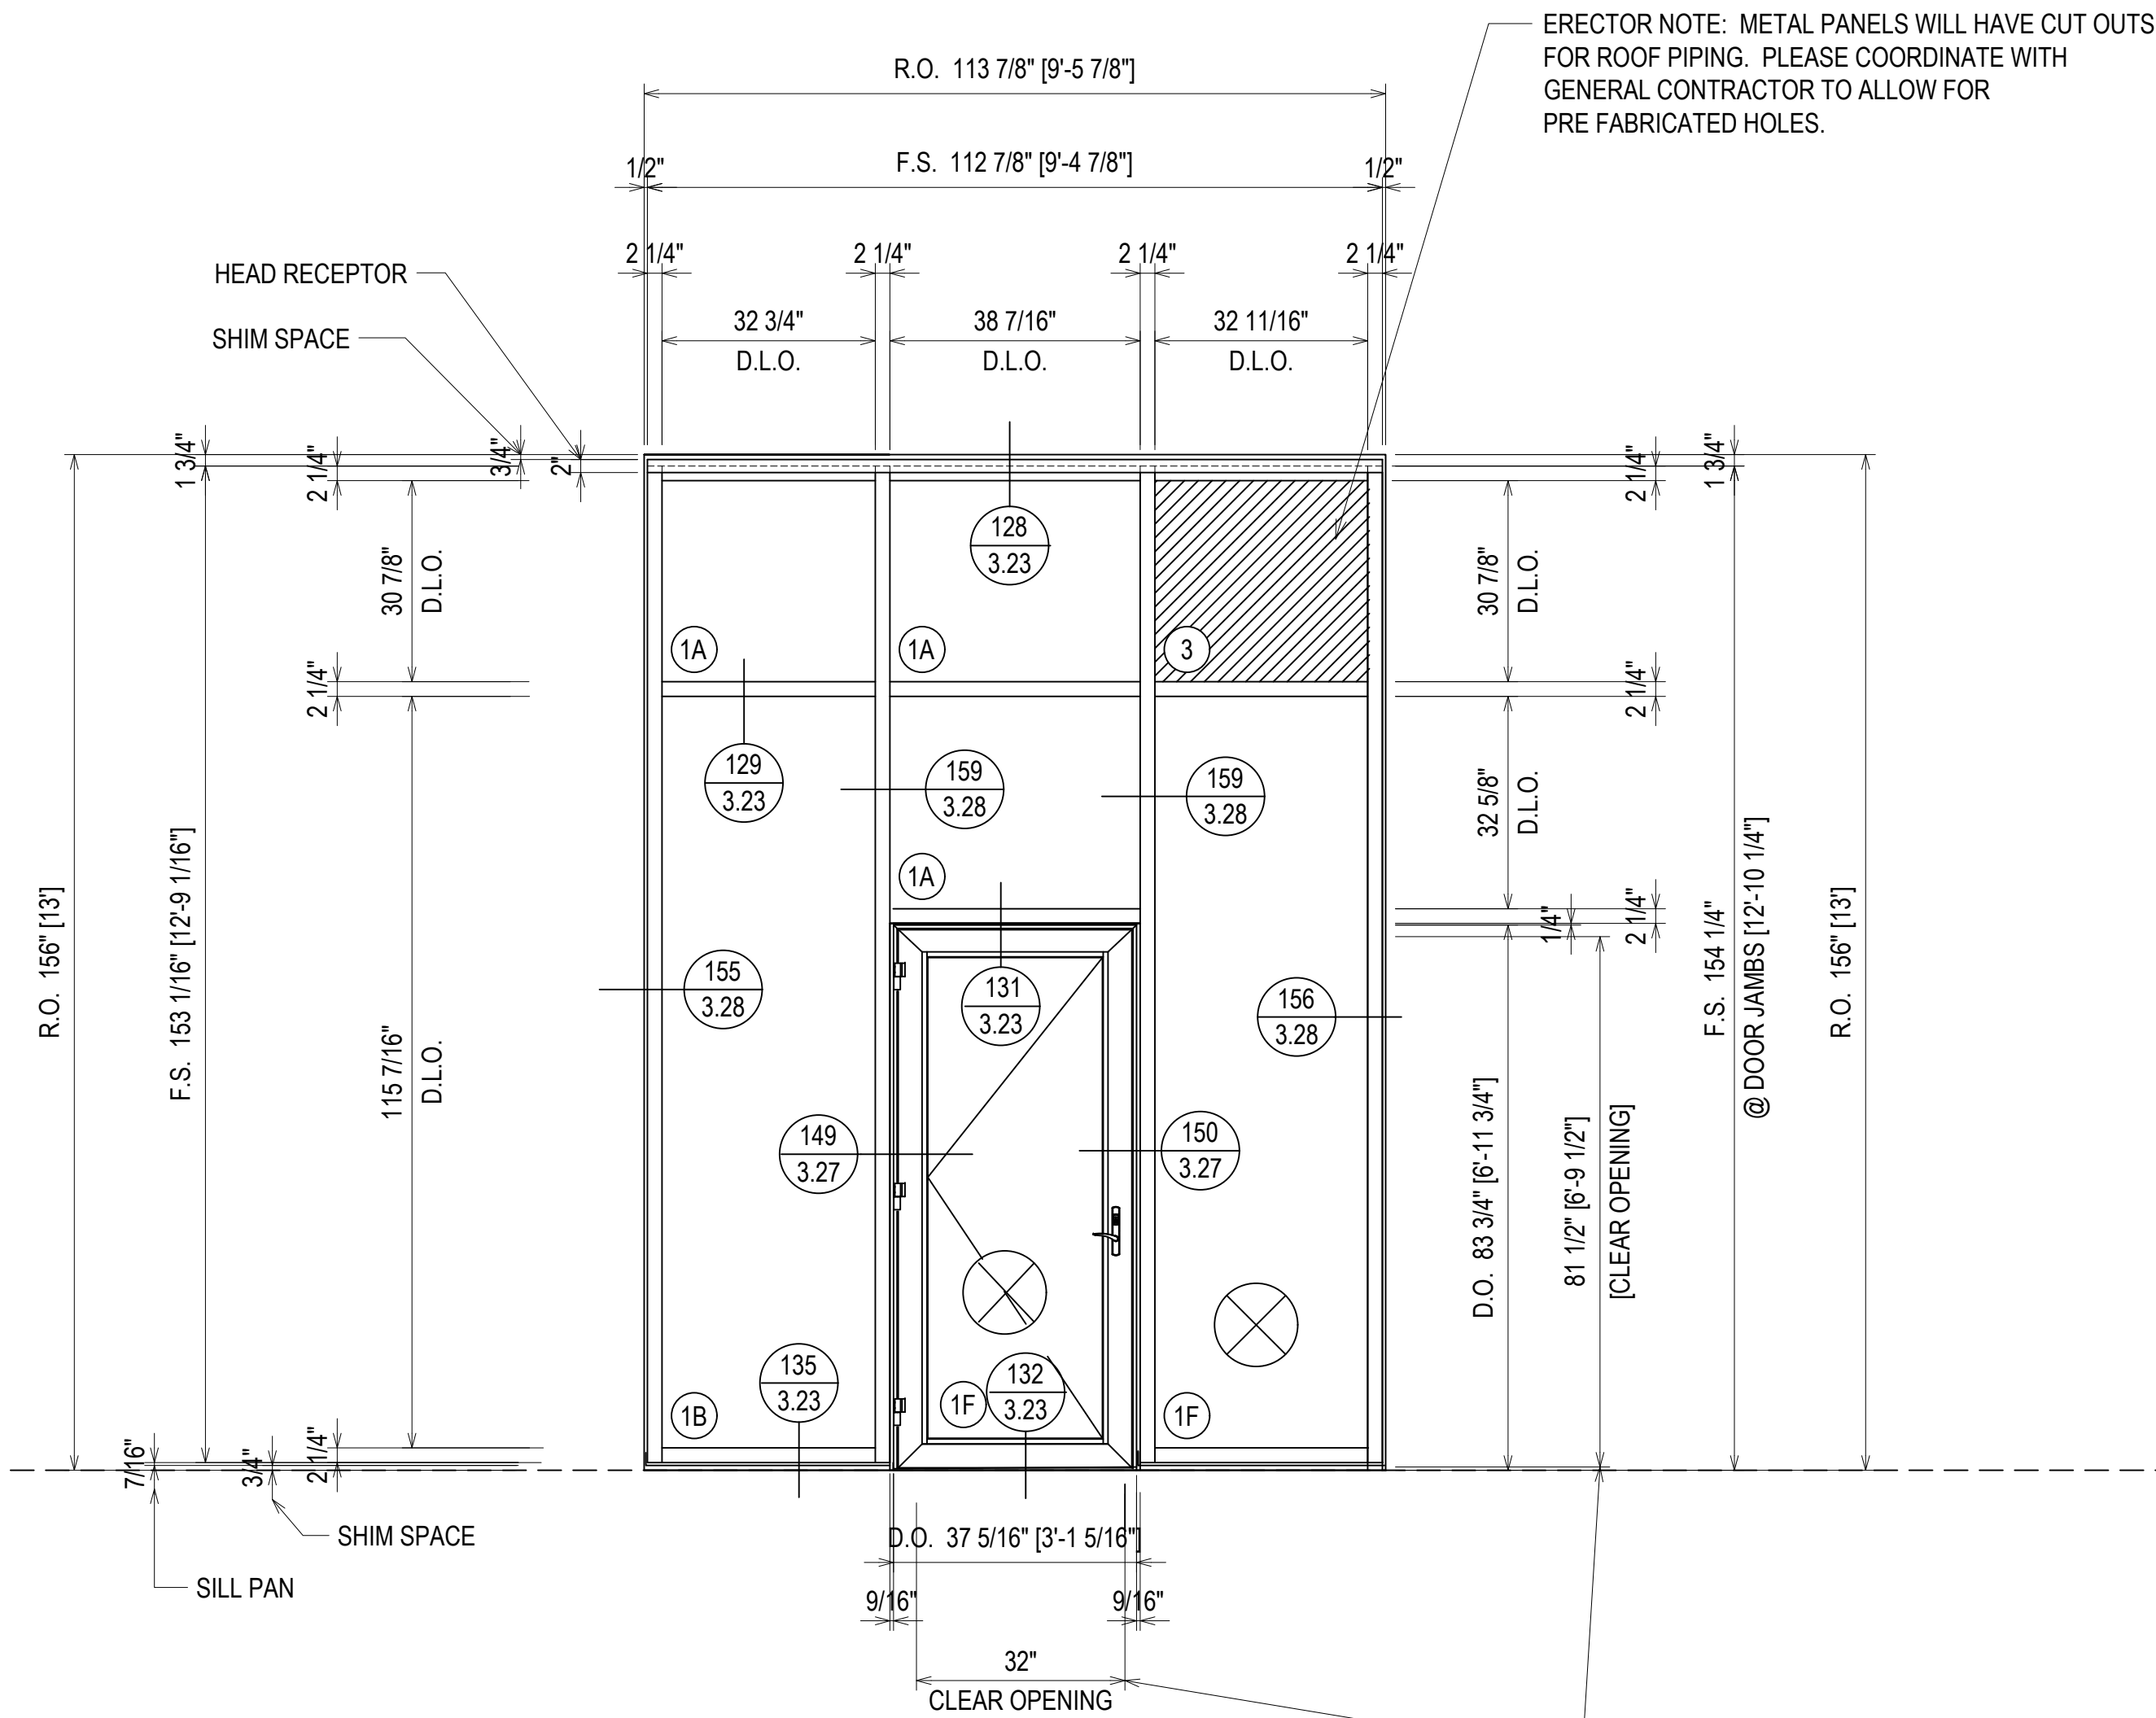 ERECTOR NOTE: METAL PANELS WILL HAVE CUT OUTS
FOR ROOF PIPING. PLEASE COORDINATE WITH
GENERAL CONTRACTOR TO ALLOW FOR
PRE FABRICATED HOLES.
R.O. 113 7/8" [9'-5 7/8"]
1/2"
F.S. 112 7/8" [9'-4 7/8"]
1/2"
2 1/4"
2 1/4"
2 1/4"
2 1/4"
HEAD RECEPTOR
SHIM SPACE
32 3/4"
D.L.O.
38 7/16"
D.L.O.
32 11/16"
D.L.O.
R.O. 156" [13']
1 3/4"
F.S. 153 1/16" [12'-9 1/16"]
2 1/4"
3/4"
2"
30 7/8"
D.L.O.
2 1/4"
115 7/16"
D.L.O.
2 1/4"
7/16"
3/4"
SHIM SPACE
SILL PAN
128
3.23
1A
1A
3
129
3.23
159
3.28
159
3.28
1A
155
3.28
131
3.23
156
3.28
149
3.27
150
3.27
135
3.23
132
3.23
1B
1F
1F
2 1/4"
1 3/4"
30 7/8"
D.L.O.
2 1/4"
32 5/8"
D.L.O.
1/4"
2 1/4"
D.O. 83 3/4" [6'-11 3/4"]
81 1/2" [6'-9 1/2"]
[CLEAR OPENING]
F.S. 154 1/4"
@ DOOR JAMBS [12'-10 1/4"]
R.O. 156" [13']
D.O. 37 5/16" [3'-1 5/16"]
9/16"
9/16"
32"
CLEAR OPENING